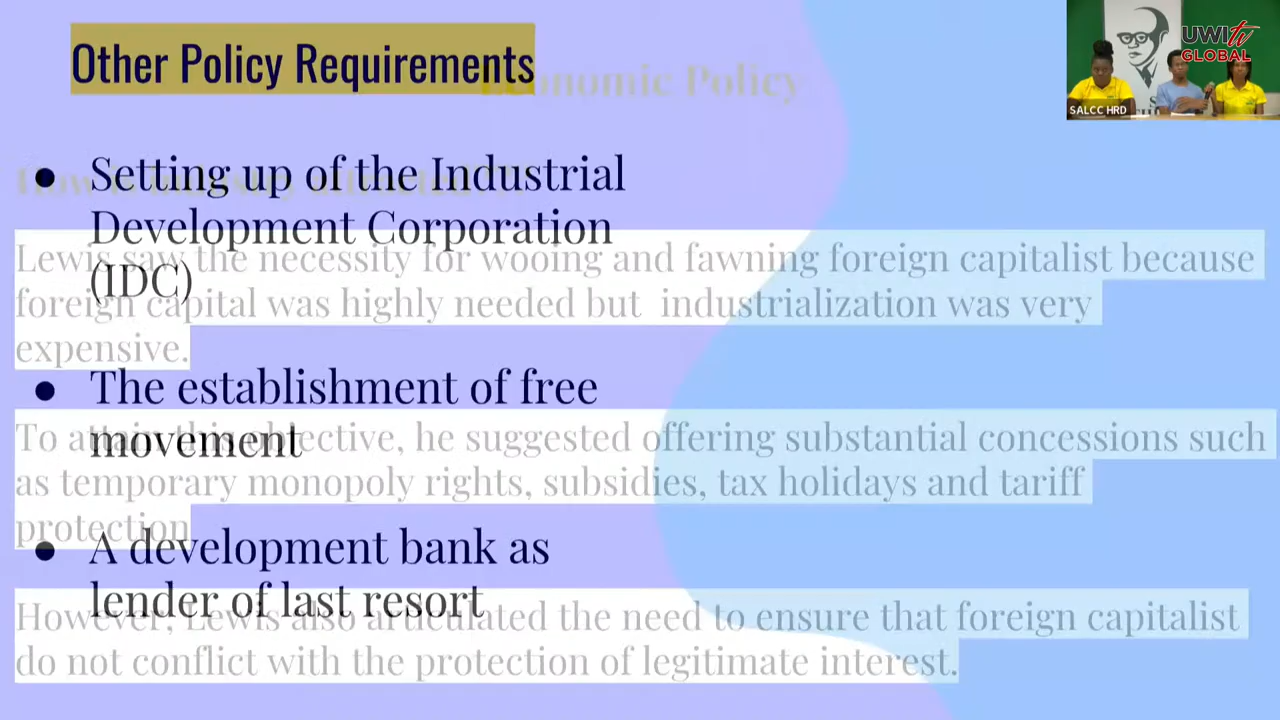 Other Policy Requirements
Economic Policy
● Setting up of the Industrial
Development Corporation
(IDC)
● The establishment of free
movement
● A development bank as
lender of last resort
Lewis saw the necessity for wooing and fawning foreign capitalist because
foreign capital was highly needed but industrialization was very
expensive.
To attain this objective, he suggested offering substantial concessions such
as temporary monopoly rights, subsidies, tax holidays and tariff
protection
However, Lewis also articulated the need to ensure that foreign capitalist
do not conflict with the protection of legitimate interest.
UWItv
GLOBAL
SALCC HRD